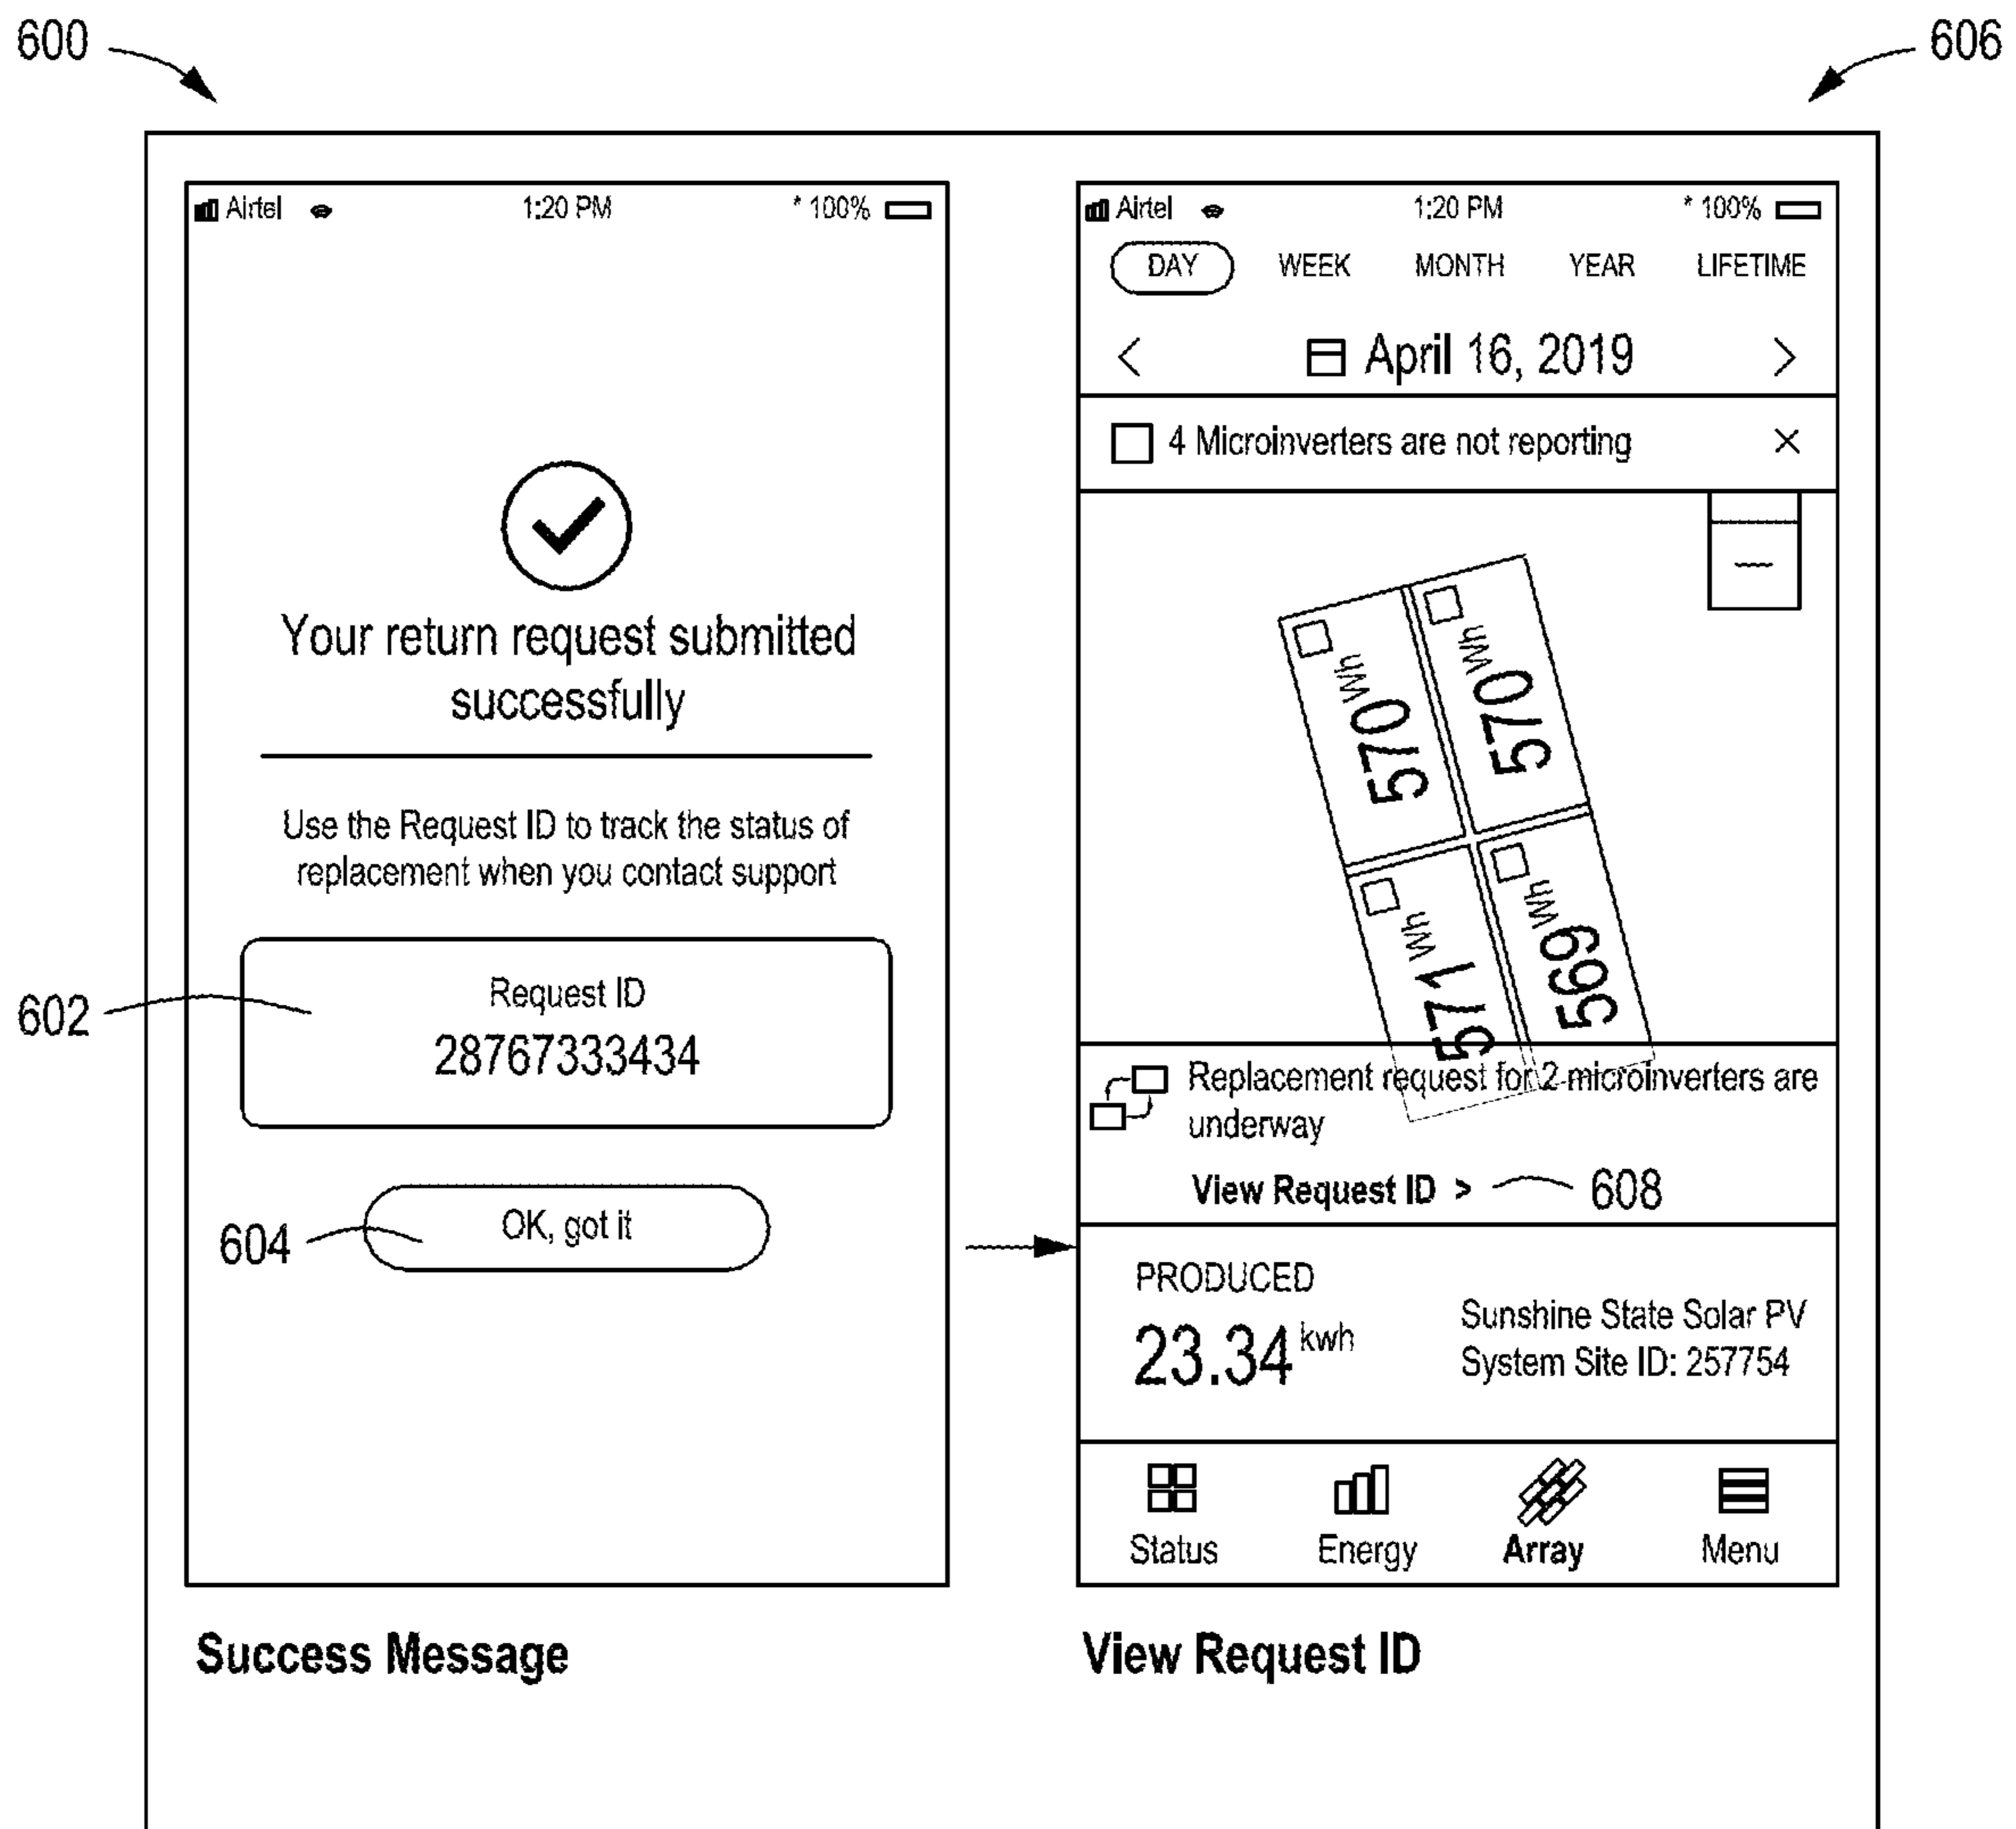 600
606
Airtel 1:20 PM * 100%
Your return request submitted
successfully
Use the Request ID to track the status of
replacement when you contact support
602
Request ID
28767333434
604
OK, got it
Success Message
Airtel 1:20 PM * 100%
DAY WEEK MONTH YEAR LIFETIME
< April 16, 2019 >
4 Microinverters are not reporting ×
570 Wh
570 Wh
571 Wh
569 Wh
Replacement request for 2 microinverters are
underway
View Request ID > 608
PRODUCED
23.34 kwh
Sunshine State Solar PV
System Site ID: 257754
Status Energy Array Menu
View Request ID